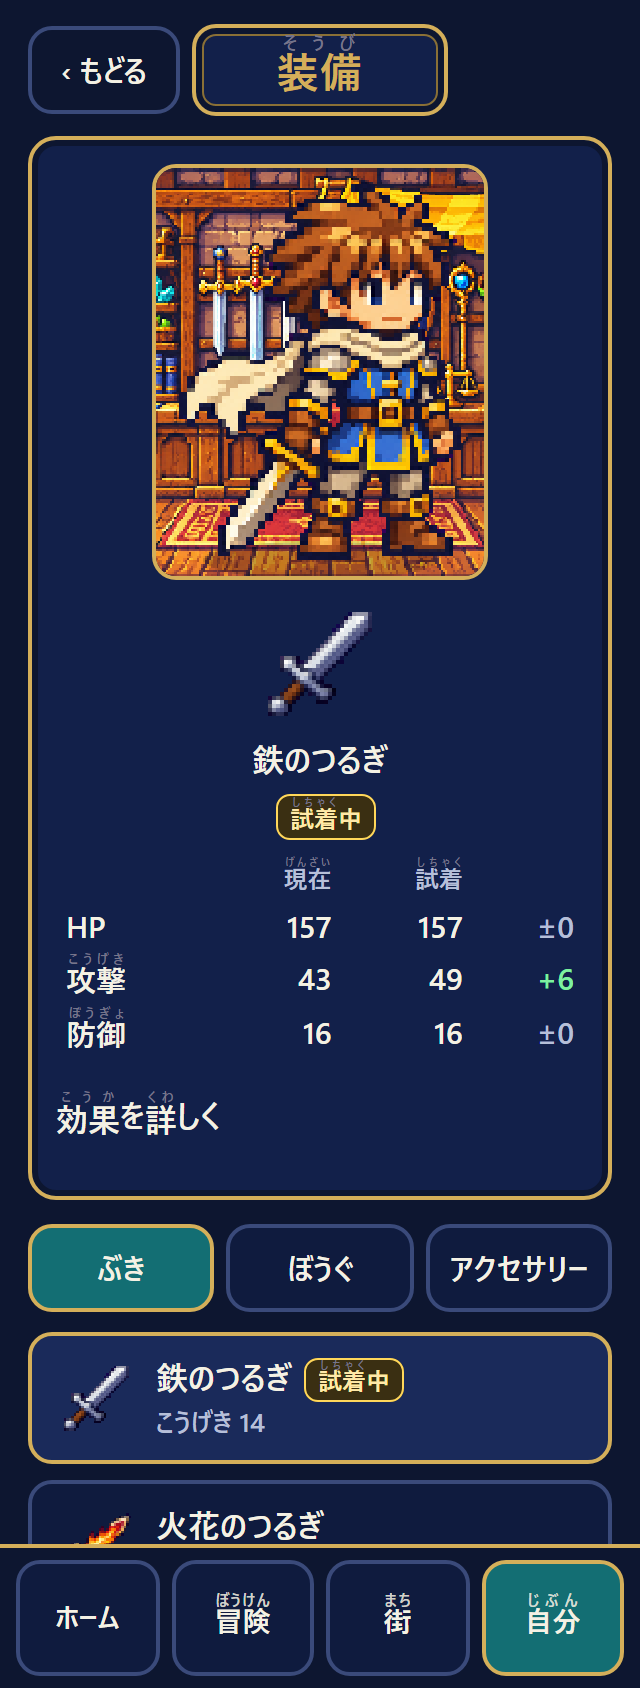 ‹ もどる
そうび
装備
鉄のつるぎ
しちゃく
試着中
げんざい しちゃく
現在 試着
HP 157 157 ±0
こうげき
攻撃 43 49 +6
ぼうぎょ
防御 16 16 ±0
こうか くわ
効果を詳しく
ぶき ぼうぐ アクセサリー
しちゃく
鉄のつるぎ 試着中
こうげき 14
火花のつるぎ
ぼうけん まち じぶん
ホーム 冒険 街 自分